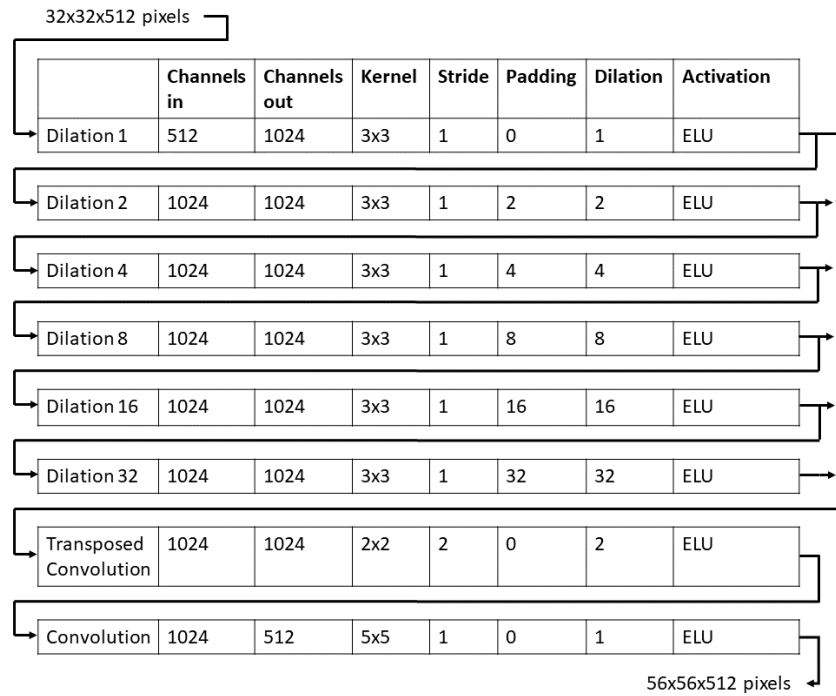 32x32x512 pixels
Channels in Channels out Kernel Stride Padding Dilation Activation
Dilation 1 512 1024 3x3 1 0 1 ELU
Dilation 2 1024 1024 3x3 1 2 2 ELU
Dilation 4 1024 1024 3x3 1 4 4 ELU
Dilation 8 1024 1024 3x3 1 8 8 ELU
Dilation 16 1024 1024 3x3 1 16 16 ELU
Dilation 32 1024 1024 3x3 1 32 32 ELU
Transposed Convolution 1024 1024 2x2 2 0 2 ELU
Convolution 1024 512 5x5 1 0 1 ELU
56x56x512 pixels